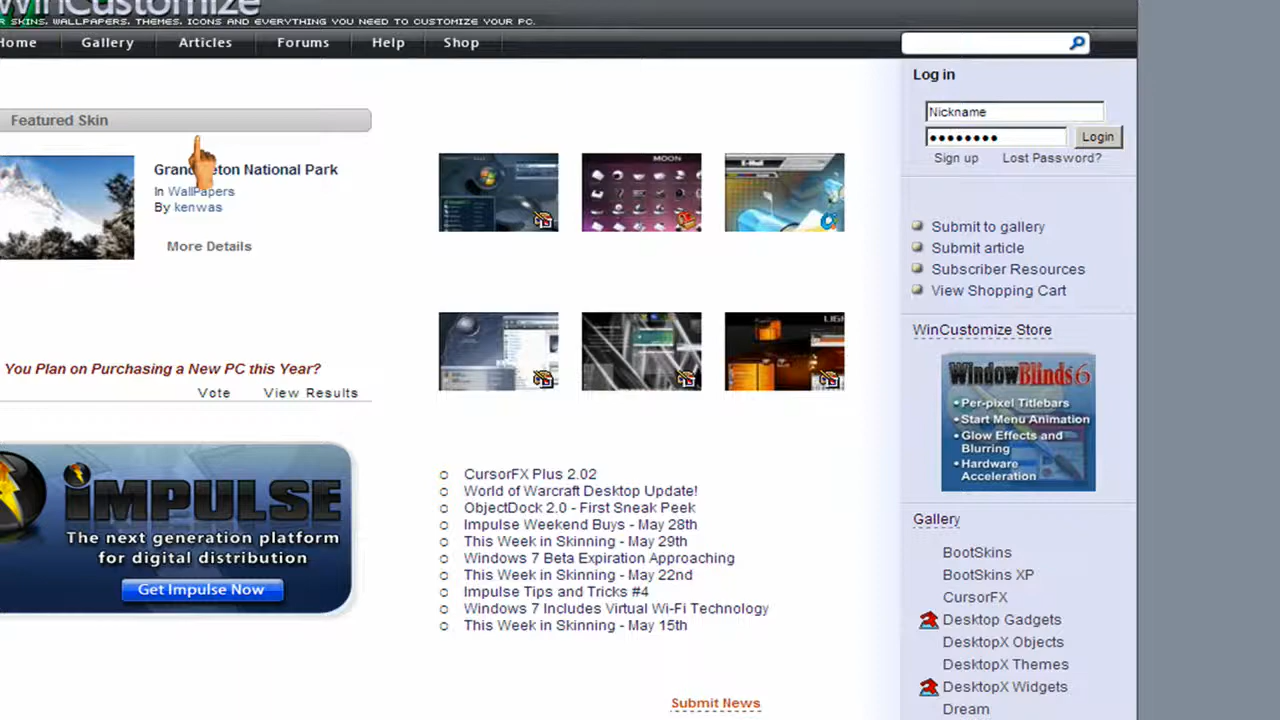 WinCustomize
R SKINS, WALLPAPERS, THEMES, ICONS AND EVERYTHING YOU NEED TO CUSTOMIZE YOUR PC.
Home Gallery Articles Forums Help Shop
Featured Skin
Grand Teton National Park
In WallPapers
By kenwas
More Details
You Plan on Purchasing a New PC this Year?
Vote View Results
IMPULSE
The next generation platform
for digital distribution
Get Impulse Now
MOON
E-Mail
CursorFX Plus 2.02
World of Warcraft Desktop Update!
ObjectDock 2.0 - First Sneak Peek
Impulse Weekend Buys - May 28th
This Week in Skinning - May 29th
Windows 7 Beta Expiration Approaching
This Week in Skinning - May 22nd
Impulse Tips and Tricks #4
Windows 7 Includes Virtual Wi-Fi Technology
This Week in Skinning - May 15th
Submit News
Log in
Nickname
Login
Sign up Lost Password?
Submit to gallery
Submit article
Subscriber Resources
View Shopping Cart
WinCustomize Store
WindowBlinds 6
• Per-pixel Titlebars
• Start Menu Animation
• Glow Effects and
Blurring
• Hardware
Acceleration
Gallery
BootSkins
BootSkins XP
CursorFX
Desktop Gadgets
DesktopX Objects
DesktopX Themes
DesktopX Widgets
Dream